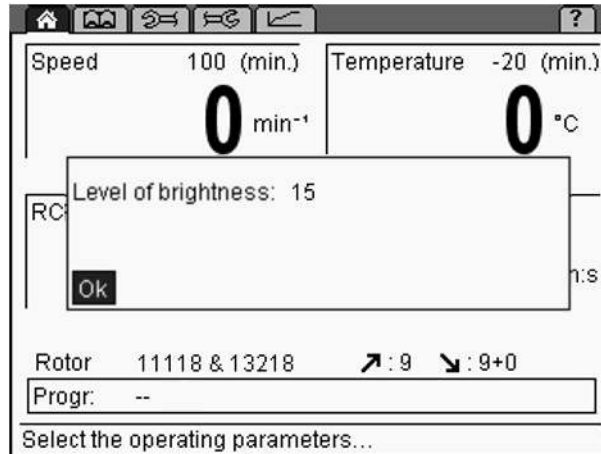 ?
Speed 100 (min.) Temperature -20 (min.)
0 min⁻¹ 0 °C
Level of brightness: 15
RC
Ok :s
Rotor 11118 & 13218 ↗: 9 ↘: 9+0
Progr: --
Select the operating parameters...